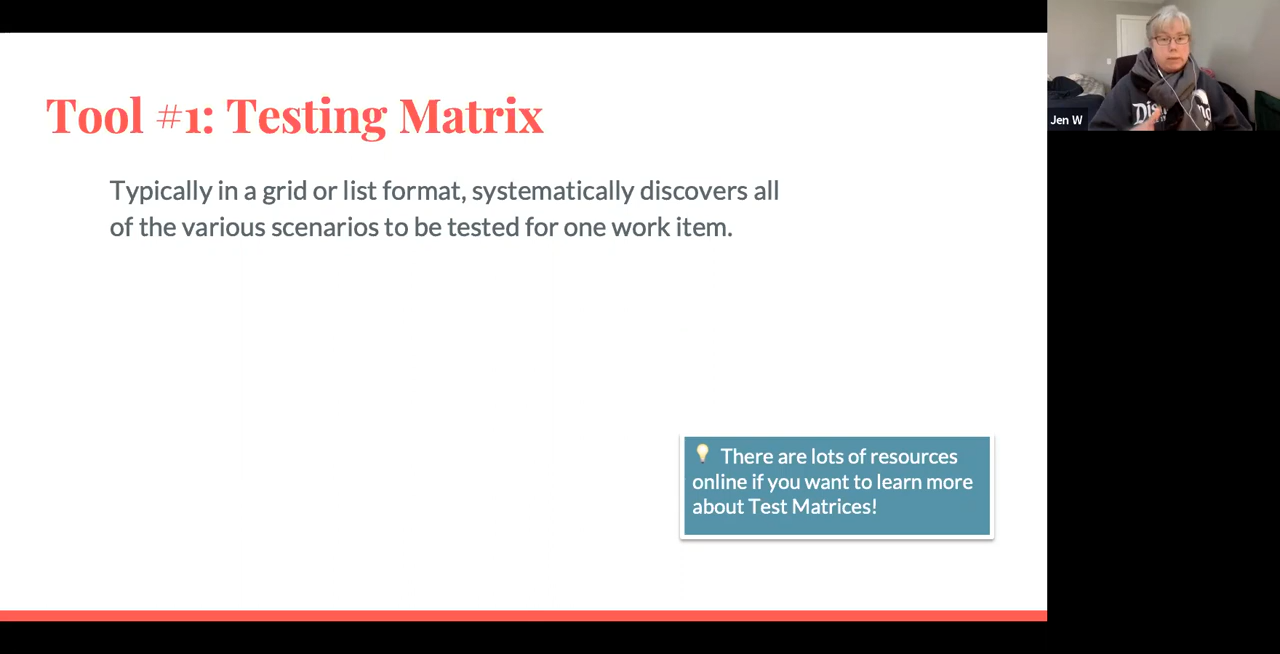 Tool #1: Testing Matrix
Typically in a grid or list format, systematically discovers all
of the various scenarios to be tested for one work item.
💡 There are lots of resources
online if you want to learn more
about Test Matrices!
Jen W